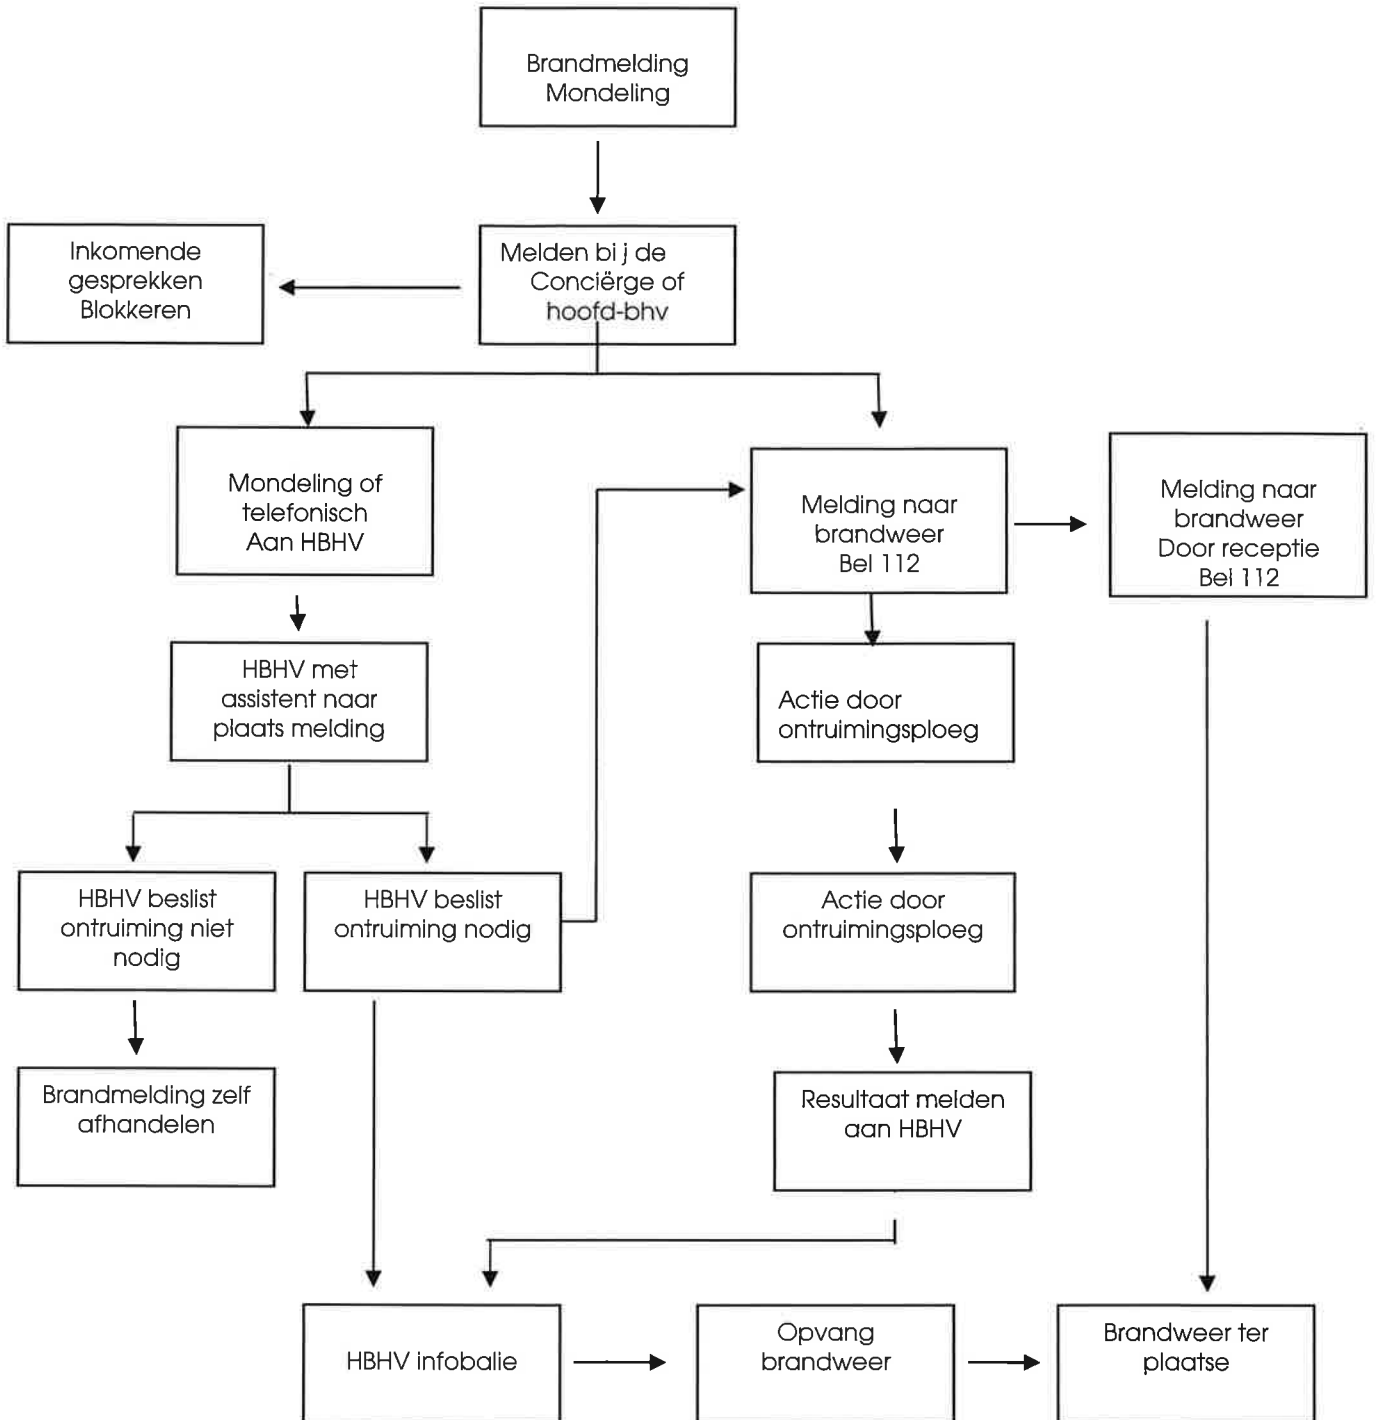 Brandmelding
Mondeling
Inkomende
gesprekken
Blokkeren
Melden bij de
Conciërge of
hoofd-bhv
Mondeling of
telefonisch
Aan HBHV
Melding naar
brandweer
Bel 112
Melding naar
brandweer
Door receptie
Bel 112
HBHV met
assistent naar
plaats melding
Actie door
ontruimingsploeg
HBHV beslist
ontruiming niet
nodig
HBHV beslist
ontruiming nodig
Actie door
ontruimingsploeg
Brandmelding zelf
afhandelen
Resultaat melden
aan HBHV
HBHV infobalie
Opvang
brandweer
Brandweer ter
plaatse